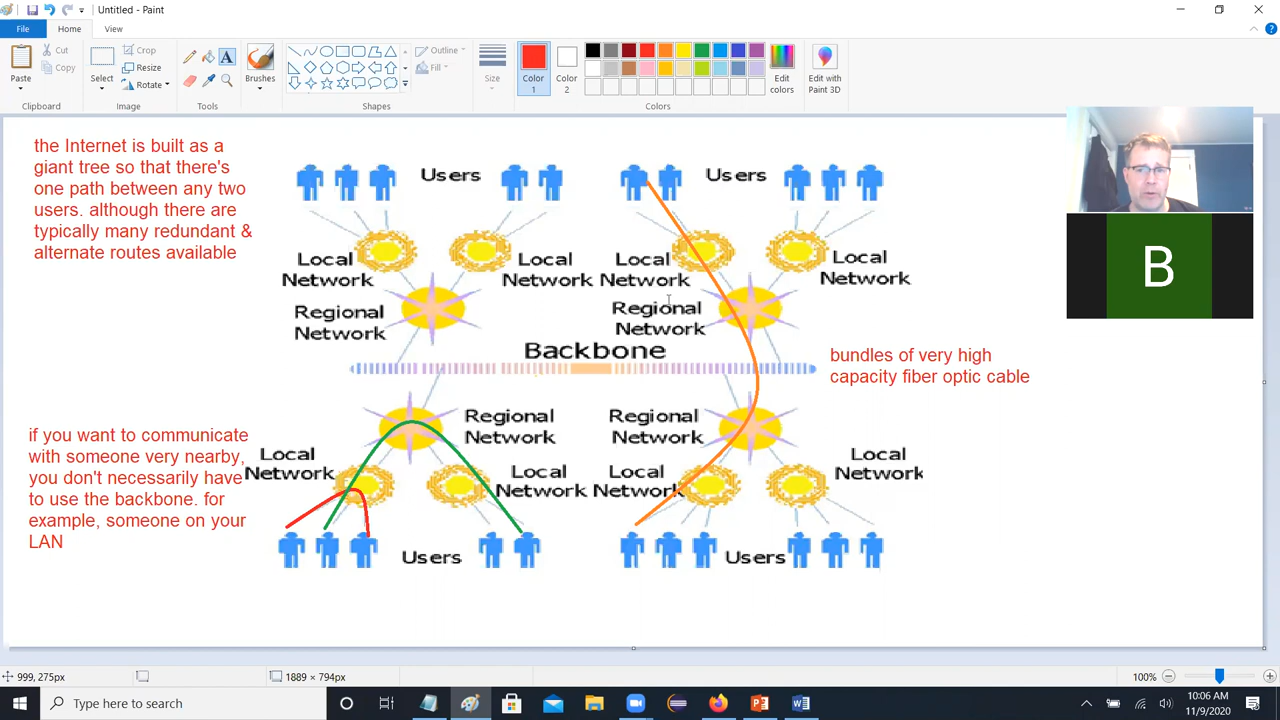 Untitled - Paint
File
Home
View
Paste
Cut
Copy
Clipboard
Select
Crop
Resize
Rotate
Image
Tools
Brushes
Shapes
Outline
Fill
Size
Color
1
Color
2
Colors
Edit
colors
Edit with
Paint 3D
the Internet is built as a
giant tree so that there's
one path between any two
users. although there are
typically many redundant &
alternate routes available
Users
Users
Local
Network
Local
Network
Local
Network
Local
Network
Regional
Network
Regional
Network
Backbone
bundles of very high
capacity fiber optic cable
Regional
Network
Regional
Network
if you want to communicate
with someone very nearby,
you don't necessarily have
to use the backbone. for
example, someone on your
LAN
Local
Network
Local
Network
Local
Network
Local
Network
Users
Users
B
999, 275px
1889 × 794px
100%
Type here to search
10:06 AM
11/9/2020